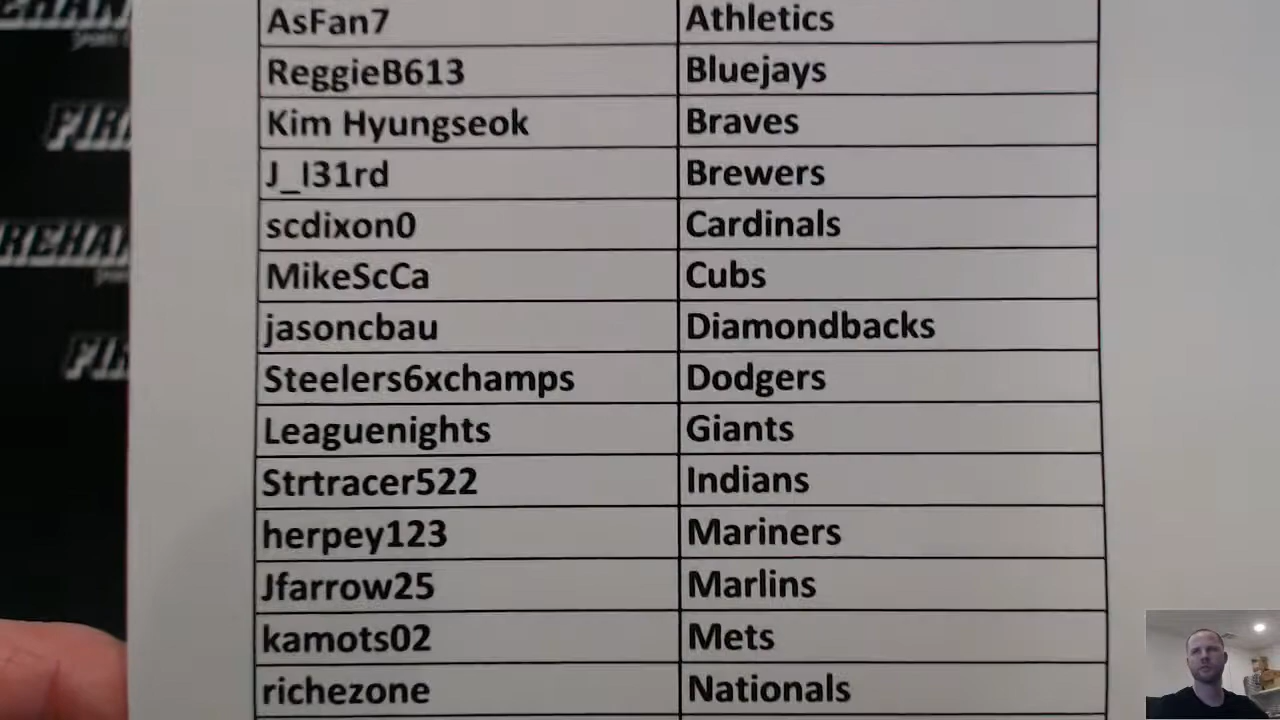 AsFan7 Athletics
ReggieB613 Bluejays
Kim Hyungseok Braves
J_I31rd Brewers
scdixon0 Cardinals
MikeScCa Cubs
jasoncbau Diamondbacks
Steelers6xchamps Dodgers
Leaguenights Giants
Strtracer522 Indians
herpey123 Mariners
Jfarrow25 Marlins
kamots02 Mets
richezone Nationals